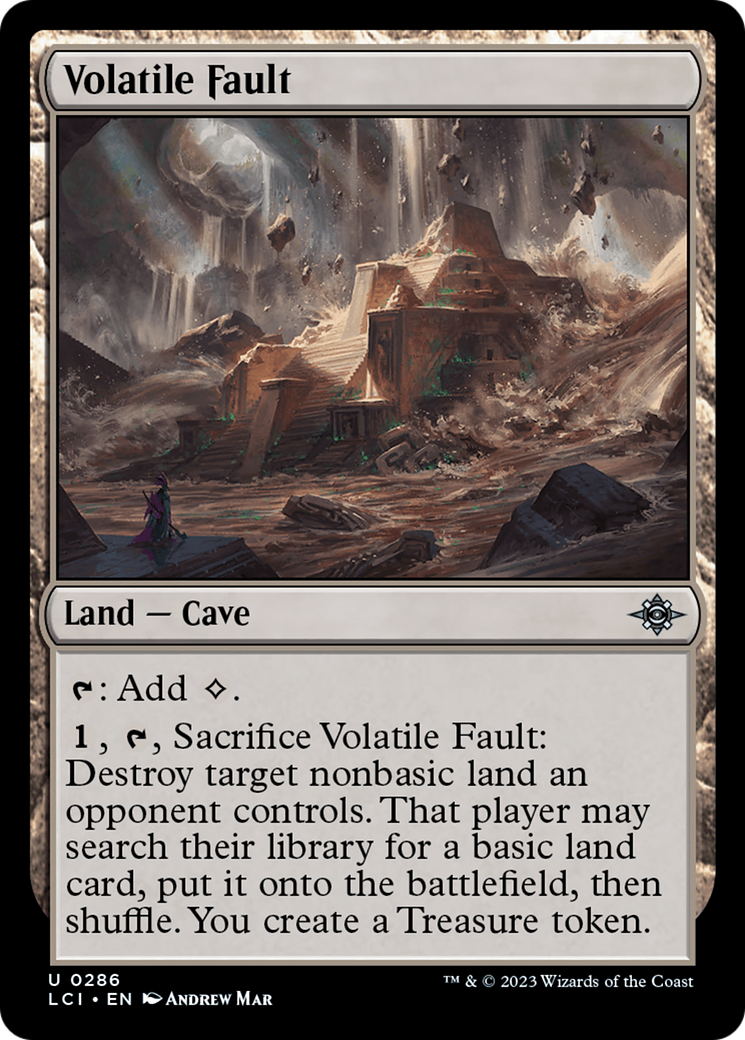 Volatile Fault
Land — Cave
: Add .
1, , Sacrifice Volatile Fault:
Destroy target nonbasic land an
opponent controls. That player may
search their library for a basic land
card, put it onto the battlefield, then
shuffle. You create a Treasure token.
U 0286
LCI • EN Andrew Mar
™ & © 2023 Wizards of the Coast